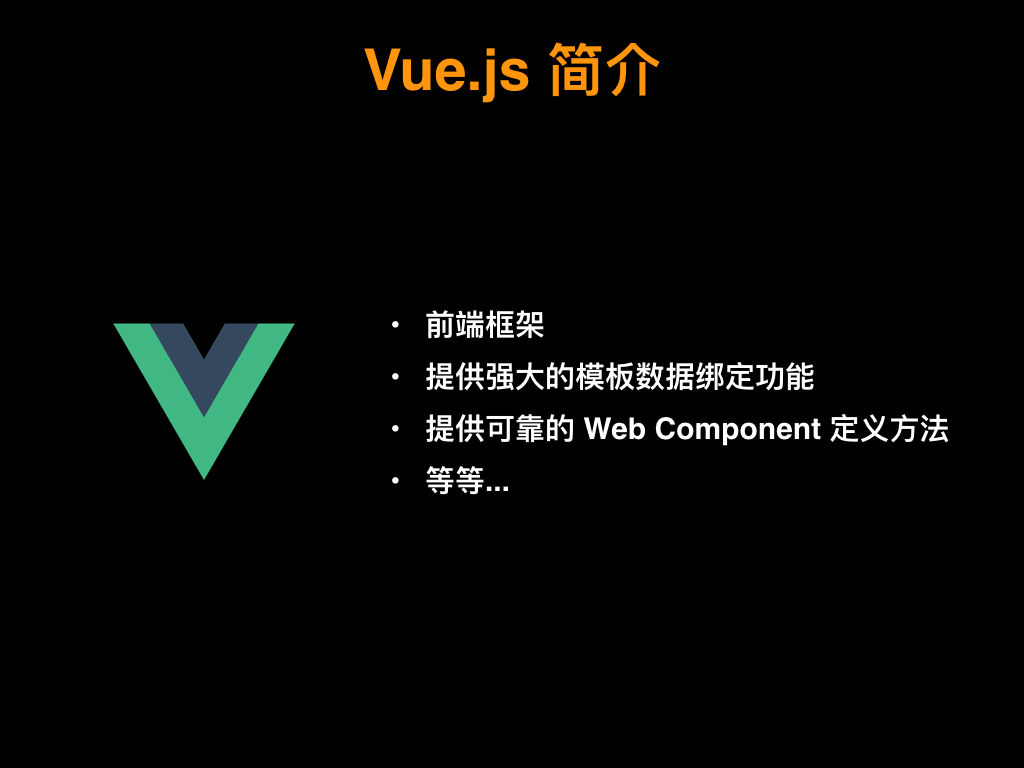 Vue.js 简介
• 前端框架
• 提供强大的模板数据绑定功能
• 提供可靠的 Web Component 定义方法
• 等等...